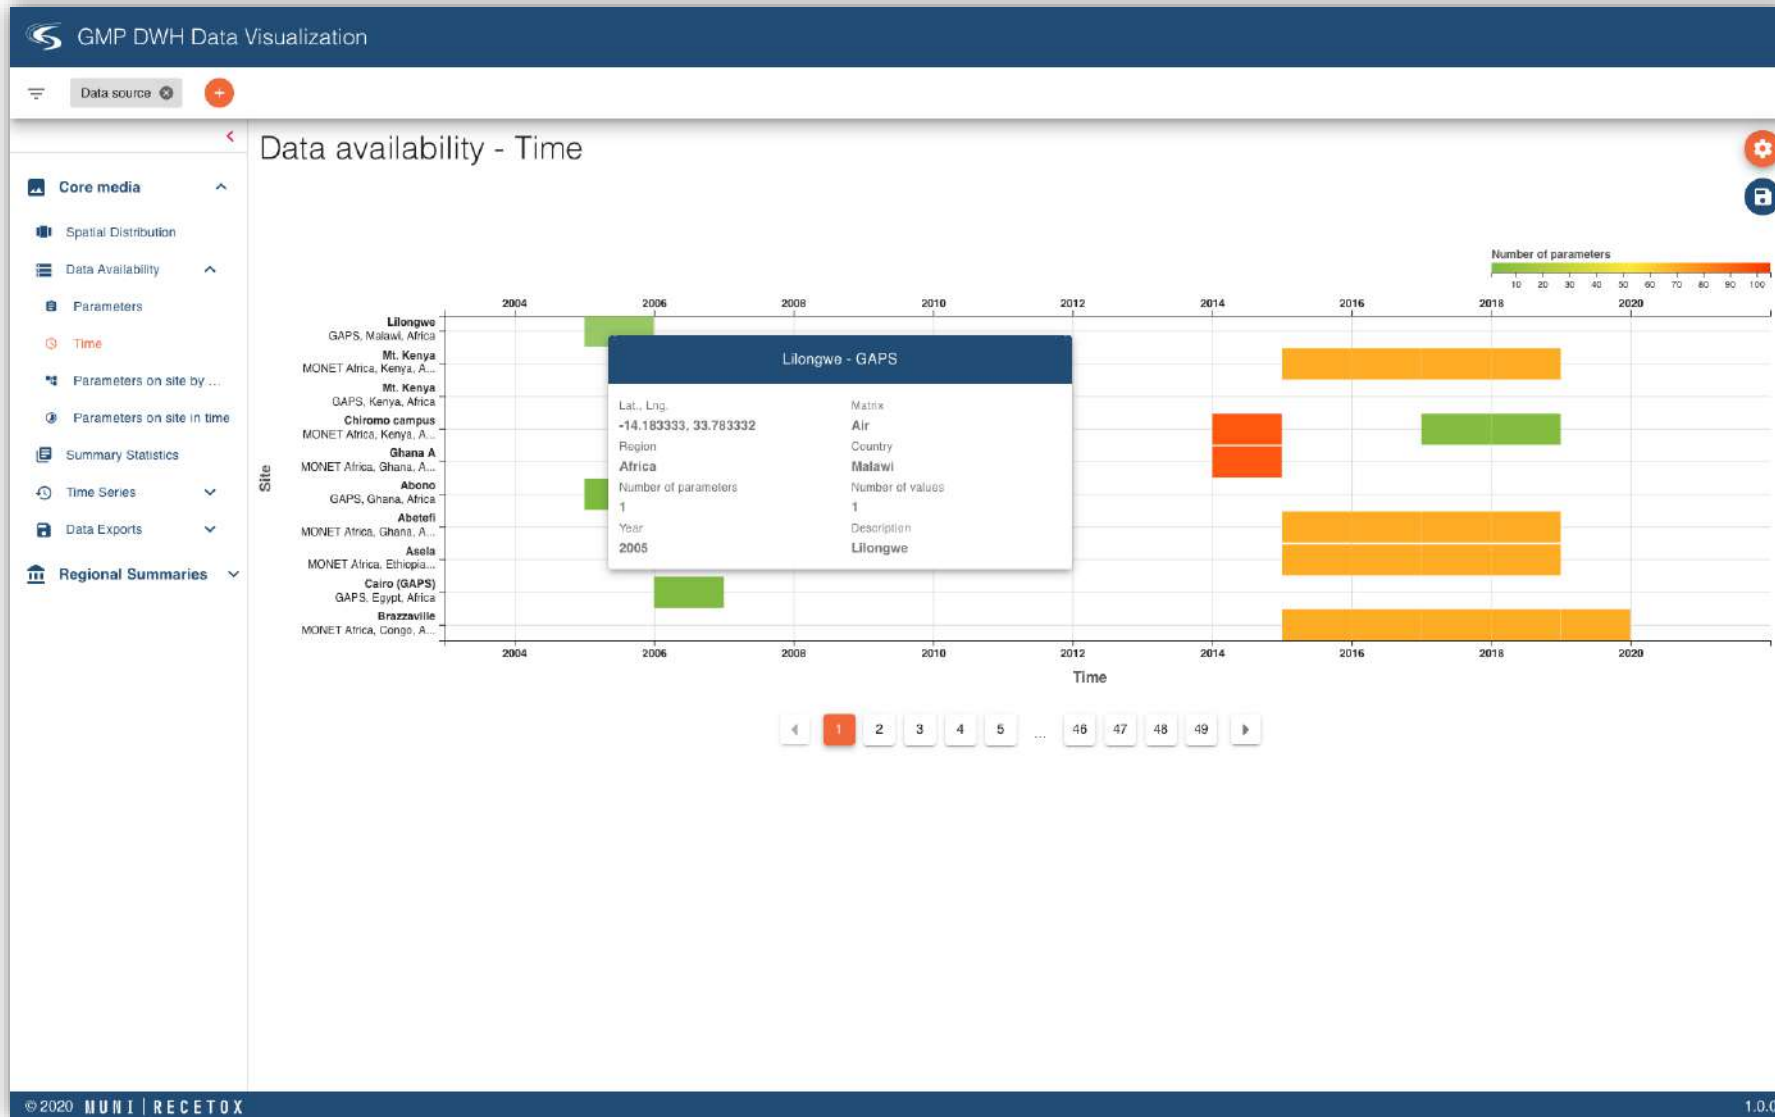 GMP DWH Data Visualization
Data source
+
Data availability - Time
Core media
Spatial Distribution
Data Availability
Parameters
Time
Parameters on site by ...
Parameters on site in time
Summary Statistics
Time Series
Data Exports
Regional Summaries
Number of parameters
10 20 30 40 50 60 70 80 90 100
2004 2006 2008 2010 2012 2014 2016 2018 2020
Site
Lilongwe
GAPS, Malawi, Africa
Mt. Kenya
MONET Africa, Kenya, A...
Mt. Kenya
GAPS, Kenya, Africa
Chiromo campus
MONET Africa, Kenya, A...
Ghana A
MONET Africa, Ghana, A...
Abono
GAPS, Ghana, Africa
Abetefi
MONET Africa, Ghana, A...
Asela
MONET Africa, Ethiopia...
Cairo (GAPS)
GAPS, Egypt, Africa
Brazzaville
MONET Africa, Congo, A...
Lilongwe - GAPS
Lat., Lng. Matrix
-14.183333, 33.783332 Air
Region Country
Africa Malawi
Number of parameters Number of values
1 1
Year Description
2005 Lilongwe
2004 2006 2008 2010 2012 2014 2016 2018 2020
Time
1 2 3 4 5 ... 46 47 48 49
© 2020 MUNI | RECETOX
1.0.0